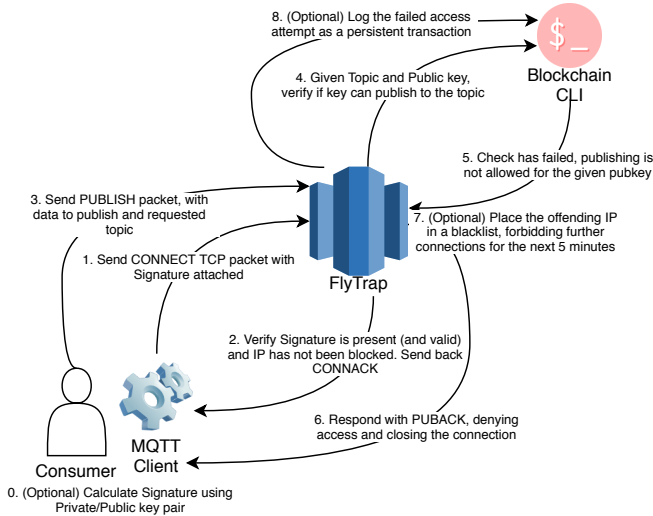 8. (Optional) Log the failed access
attempt as a persistent transaction
$_
Blockchain
CLI
4. Given Topic and Public key,
verify if key can publish to the topic
5. Check has failed, publishing is
not allowed for the given pubkey
3. Send PUBLISH packet, with
data to publish and requested
topic
7. (Optional) Place the offending IP
in a blacklist, forbidding further
connections for the next 5 minutes
1. Send CONNECT TCP packet with
Signature attached
FlyTrap
2. Verify Signature is present (and valid)
and IP has not been blocked. Send back
CONNACK
6. Respond with PUBACK, denying
access and closing the connection
MQTT
Client
Consumer
0. (Optional) Calculate Signature using
Private/Public key pair